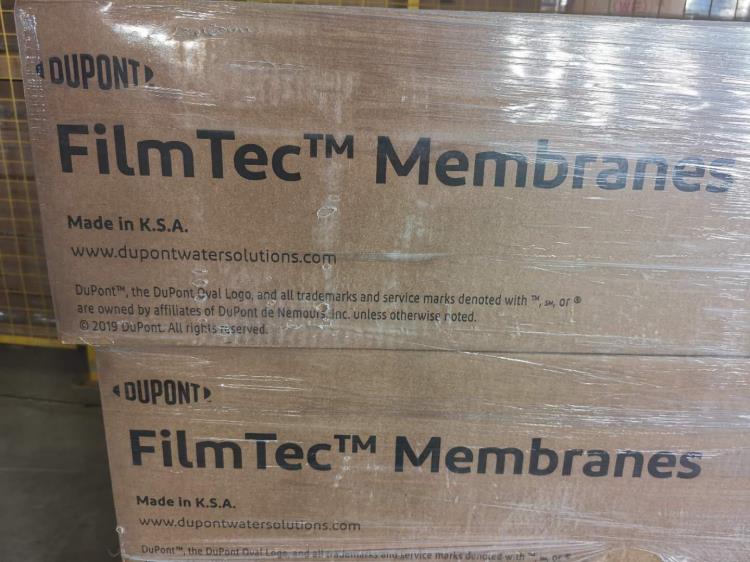 DUPONT
FilmTec™ Membranes
Made in K.S.A.
www.dupontwatersolutions.com
DuPont™, the DuPont Oval Logo, and all trademarks and service marks denoted with ™, ℠, or ®
are owned by affiliates of DuPont de Nemours, Inc. unless otherwise noted.
© 2019 DuPont. All rights reserved.
DUPONT
FilmTec™ Membranes
Made in K.S.A.
www.dupontwatersolutions.com
DuPont™, the DuPont Oval Logo, and all trademarks and service marks denoted with ™, ℠, or ®